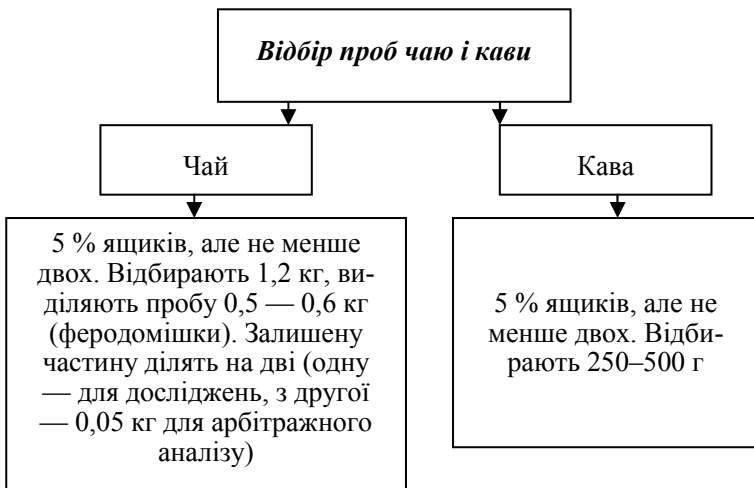 Відбір проб чаю і кави
Чай
Кава
5 % ящиків, але не менше
двох. Відбирають 1,2 кг, ви-
діляють пробу 0,5 — 0,6 кг
(феродомішки). Залишену
частину ділять на дві (одну
— для досліджень, з другої
— 0,05 кг для арбітражного
аналізу)
5 % ящиків, але не
менше двох. Відби-
рають 250–500 г